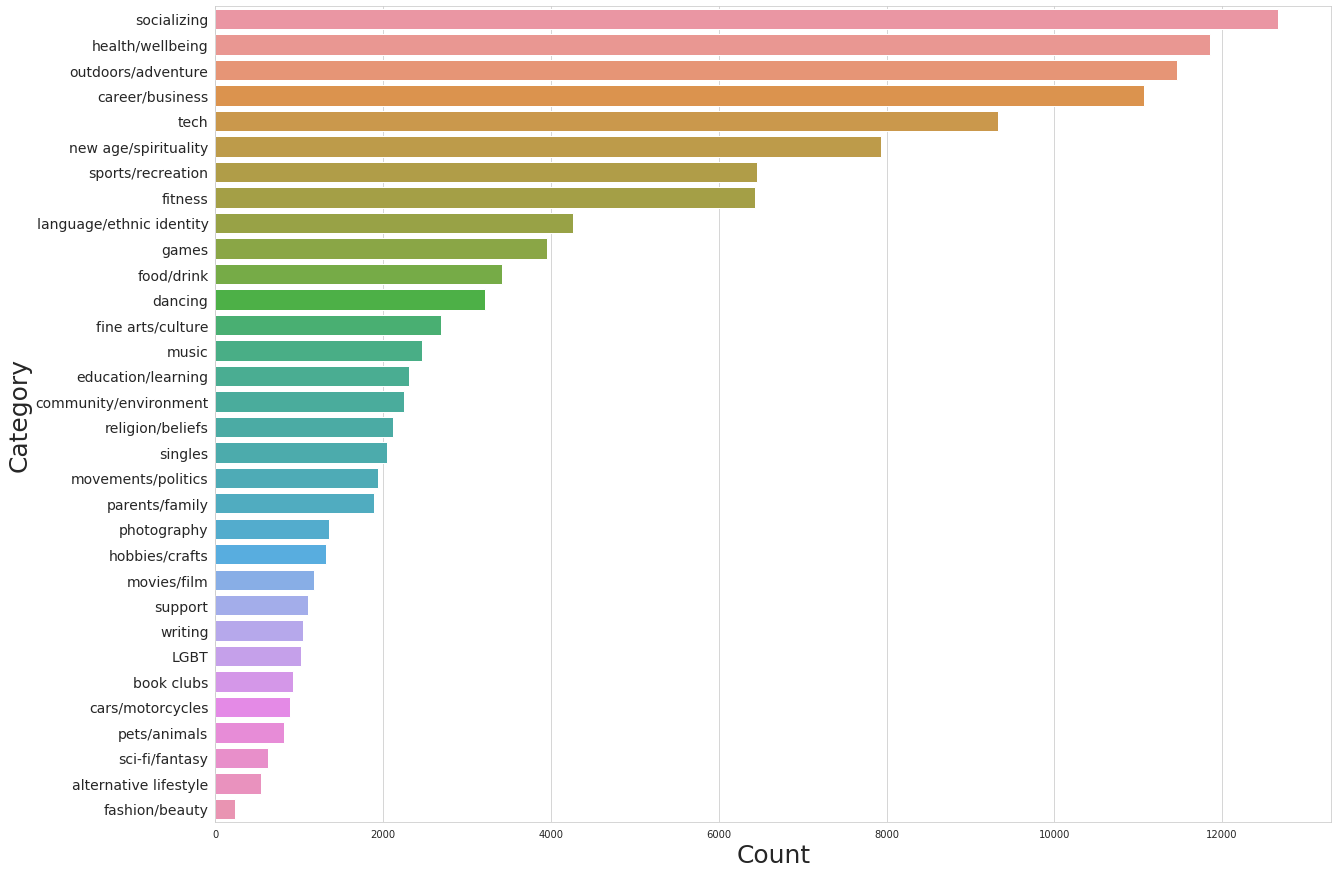 socializing
health/wellbeing
outdoors/adventure
career/business
tech
new age/spirituality
sports/recreation
fitness
language/ethnic identity
games
food/drink
dancing
fine arts/culture
music
education/learning
community/environment
religion/beliefs
singles
movements/politics
parents/family
photography
hobbies/crafts
movies/film
support
writing
LGBT
book clubs
cars/motorcycles
pets/animals
sci-fi/fantasy
alternative lifestyle
fashion/beauty
Category
0 2000 4000 6000 8000 10000 12000
Count